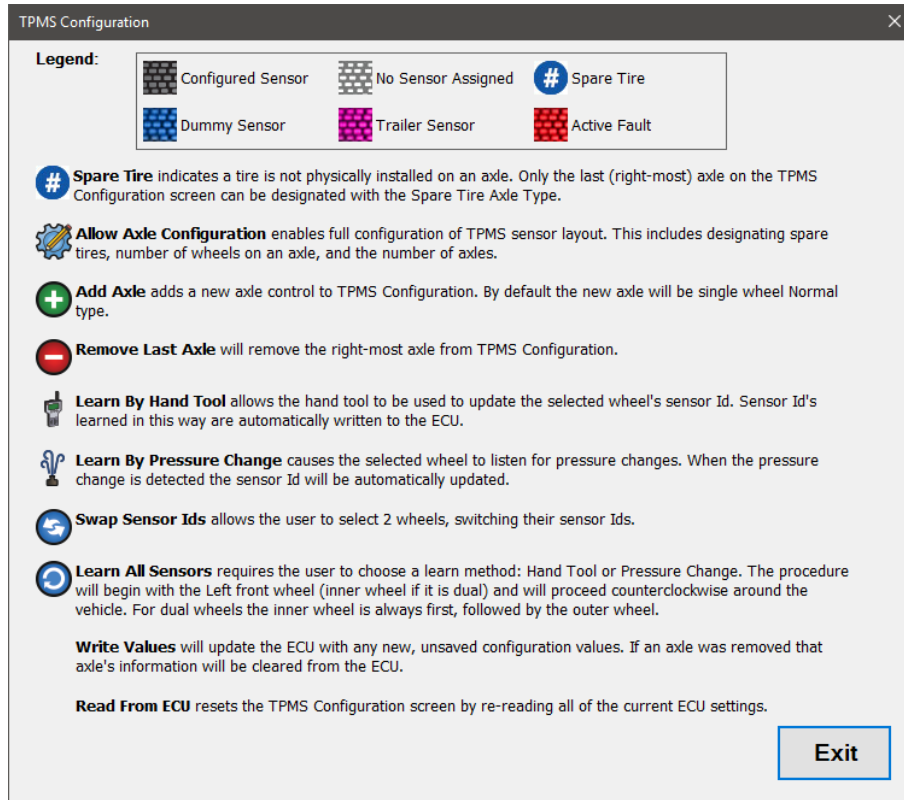 TPMS Configuration
Legend:
Configured Sensor
No Sensor Assigned
# Spare Tire
Dummy Sensor
Trailer Sensor
Active Fault
# Spare Tire indicates a tire is not physically installed on an axle. Only the last (right-most) axle on the TPMS
Configuration screen can be designated with the Spare Tire Axle Type.
Allow Axle Configuration enables full configuration of TPMS sensor layout. This includes designating spare
tires, number of wheels on an axle, and the number of axles.
Add Axle adds a new axle control to TPMS Configuration. By default the new axle will be single wheel Normal
type.
Remove Last Axle will remove the right-most axle from TPMS Configuration.
Learn By Hand Tool allows the hand tool to be used to update the selected wheel's sensor Id. Sensor Id's
learned in this way are automatically written to the ECU.
Learn By Pressure Change causes the selected wheel to listen for pressure changes. When the pressure
change is detected the sensor Id will be automatically updated.
Swap Sensor Ids allows the user to select 2 wheels, switching their sensor Ids.
Learn All Sensors requires the user to choose a learn method: Hand Tool or Pressure Change. The procedure
will begin with the Left front wheel (inner wheel if it is dual) and will proceed counterclockwise around the
vehicle. For dual wheels the inner wheel is always first, followed by the outer wheel.
Write Values will update the ECU with any new, unsaved configuration values. If an axle was removed that
axle's information will be cleared from the ECU.
Read From ECU resets the TPMS Configuration screen by re-reading all of the current ECU settings.
Exit